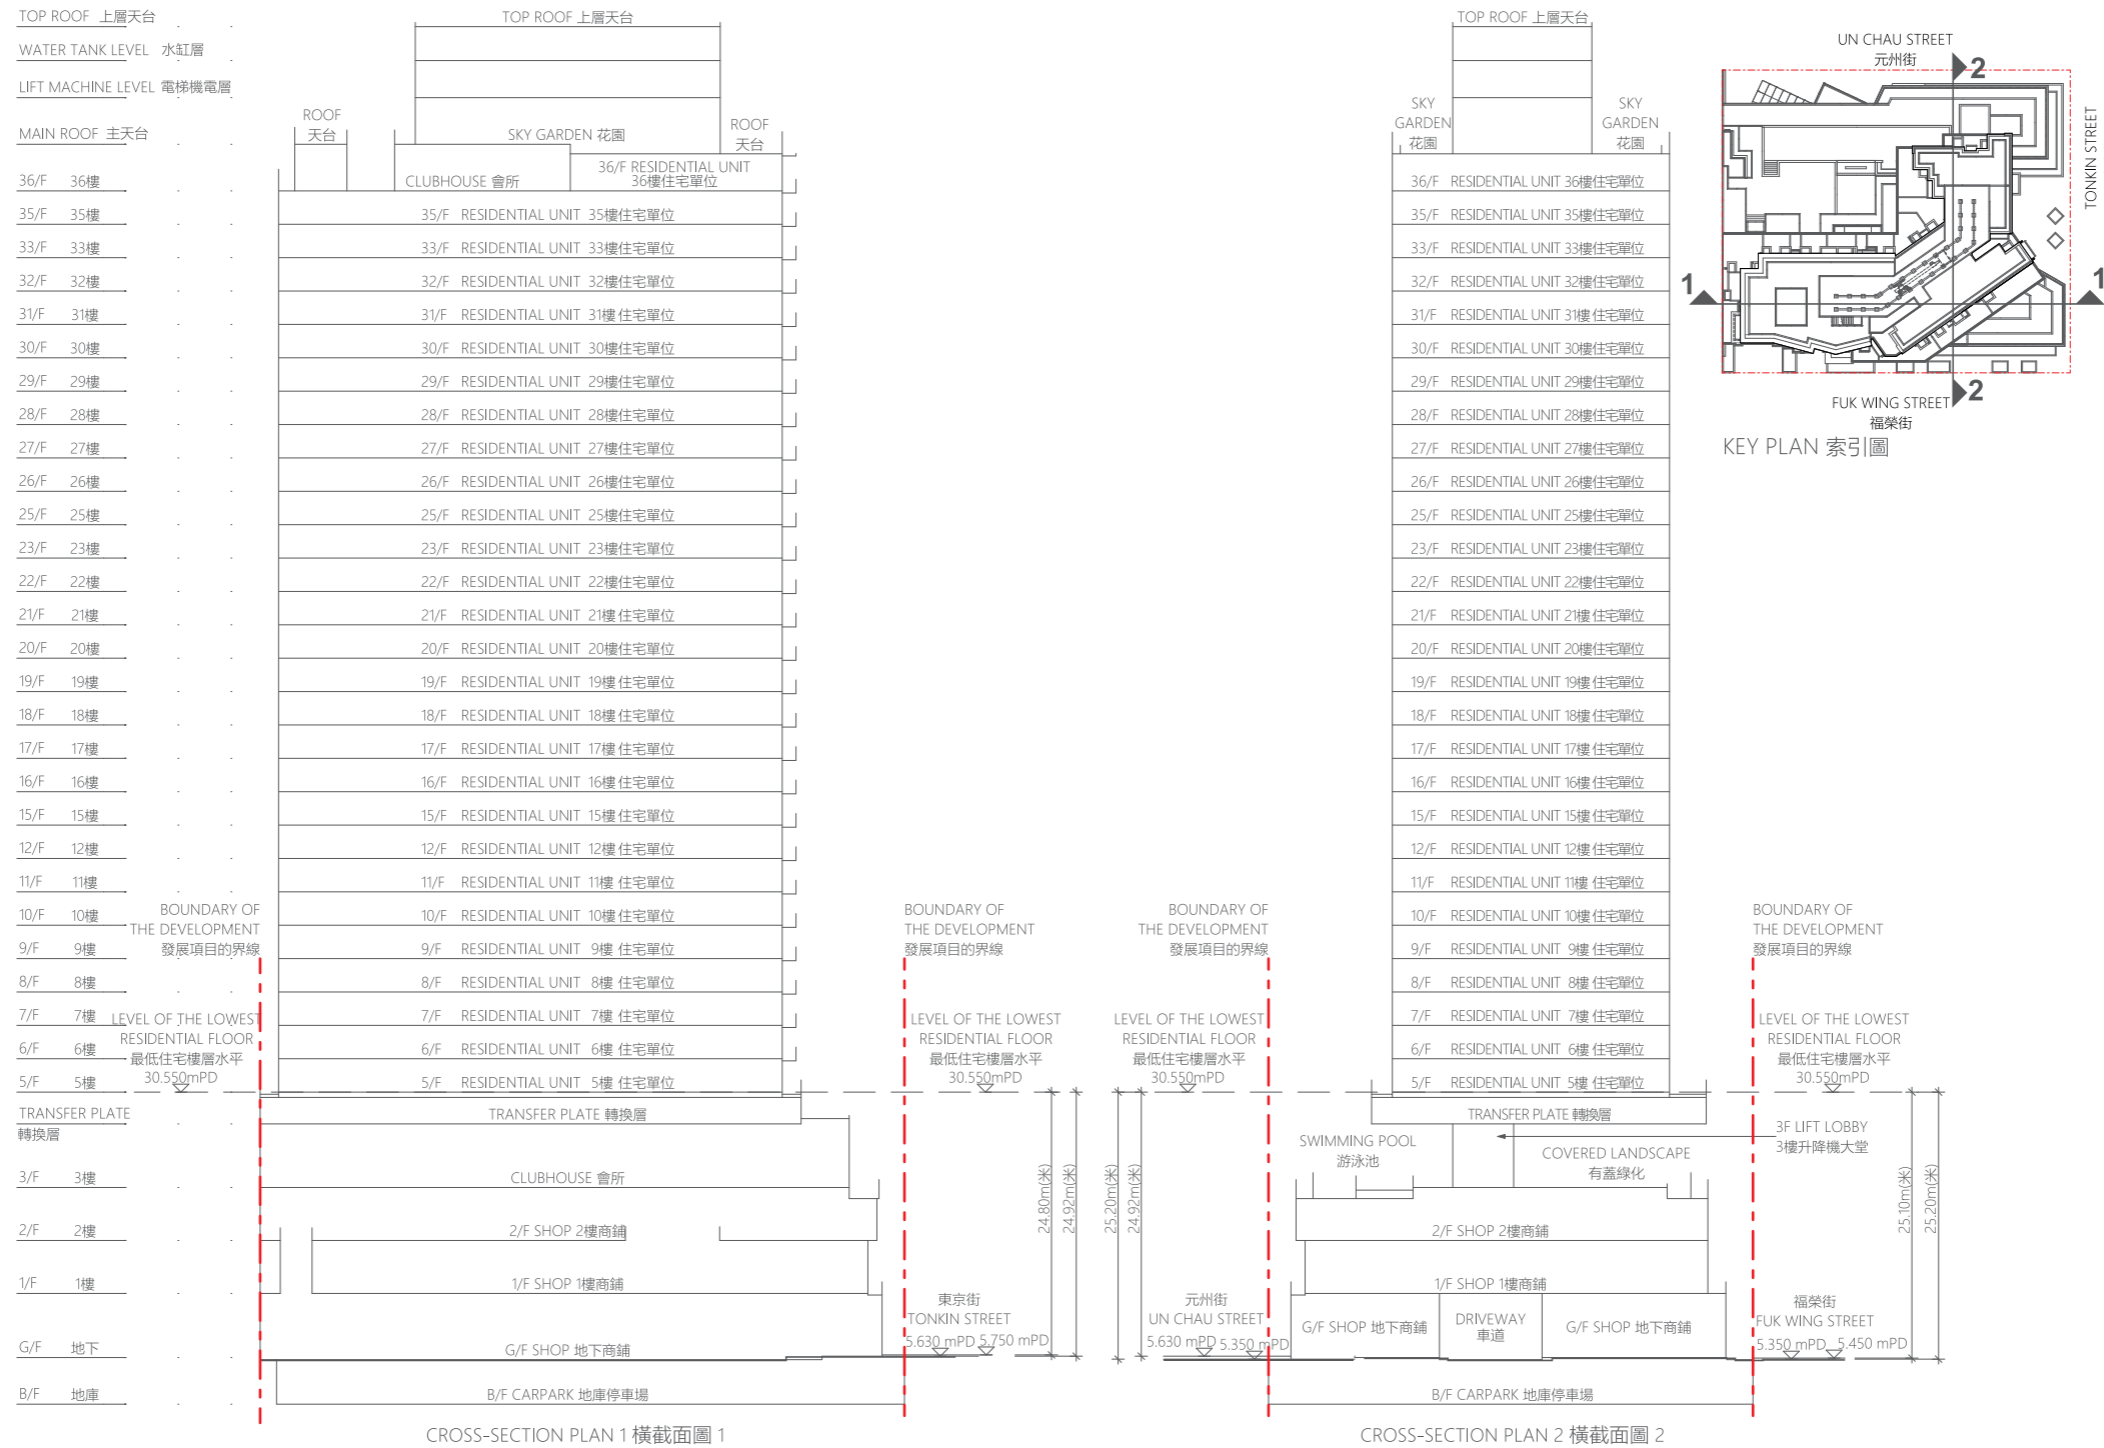 TOP ROOF 上層天台
WATER TANK LEVEL 水缸層
LIFT MACHINE LEVEL 電梯機電層
MAIN ROOF 主天台
36/F 36樓
35/F 35樓
33/F 33樓
32/F 32樓
31/F 31樓
30/F 30樓
29/F 29樓
28/F 28樓
27/F 27樓
26/F 26樓
25/F 25樓
23/F 23樓
22/F 22樓
21/F 21樓
20/F 20樓
19/F 19樓
18/F 18樓
17/F 17樓
16/F 16樓
15/F 15樓
12/F 12樓
11/F 11樓
10/F 10樓
9/F 9樓
8/F 8樓
7/F 7樓
6/F 6樓
5/F 5樓
TRANSFER PLATE
轉換層
3/F 3樓
2/F 2樓
1/F 1樓
G/F 地下
B/F 地庫
BOUNDARY OF
THE DEVELOPMENT
發展項目的界線
LEVEL OF THE LOWEST
RESIDENTIAL FLOOR
最低住宅樓層水平
30.550mPD
TOP ROOF 上層天台
ROOF
天台
SKY GARDEN 花園
ROOF
天台
CLUBHOUSE 會所
36/F RESIDENTIAL UNIT
36樓住宅單位
35/F RESIDENTIAL UNIT 35樓住宅單位
33/F RESIDENTIAL UNIT 33樓住宅單位
32/F RESIDENTIAL UNIT 32樓住宅單位
31/F RESIDENTIAL UNIT 31樓住宅單位
30/F RESIDENTIAL UNIT 30樓住宅單位
29/F RESIDENTIAL UNIT 29樓住宅單位
28/F RESIDENTIAL UNIT 28樓住宅單位
27/F RESIDENTIAL UNIT 27樓住宅單位
26/F RESIDENTIAL UNIT 26樓住宅單位
25/F RESIDENTIAL UNIT 25樓住宅單位
23/F RESIDENTIAL UNIT 23樓住宅單位
22/F RESIDENTIAL UNIT 22樓住宅單位
21/F RESIDENTIAL UNIT 21樓住宅單位
20/F RESIDENTIAL UNIT 20樓住宅單位
19/F RESIDENTIAL UNIT 19樓住宅單位
18/F RESIDENTIAL UNIT 18樓住宅單位
17/F RESIDENTIAL UNIT 17樓住宅單位
16/F RESIDENTIAL UNIT 16樓住宅單位
15/F RESIDENTIAL UNIT 15樓住宅單位
12/F RESIDENTIAL UNIT 12樓住宅單位
11/F RESIDENTIAL UNIT 11樓 住宅單位
10/F RESIDENTIAL UNIT 10樓住宅單位
9/F RESIDENTIAL UNIT 9樓 住宅單位
8/F RESIDENTIAL UNIT 8樓 住宅單位
7/F RESIDENTIAL UNIT 7樓 住宅單位
6/F RESIDENTIAL UNIT 6樓 住宅單位
5/F RESIDENTIAL UNIT 5樓 住宅單位
TRANSFER PLATE 轉換層
CLUBHOUSE 會所
2/F SHOP 2樓商鋪
1/F SHOP 1樓商鋪
G/F SHOP 地下商鋪
B/F CARPARK 地庫停車場
BOUNDARY OF
THE DEVELOPMENT
發展項目的界線
LEVEL OF THE LOWEST
RESIDENTIAL FLOOR
最低住宅樓層水平
30.550mPD
24.80m(米)
24.92m(米)
東京街
TONKIN STREET
5.630 mPD 5.750 mPD
CROSS-SECTION PLAN 1 橫截面圖 1
BOUNDARY OF
THE DEVELOPMENT
發展項目的界線
LEVEL OF THE LOWEST
RESIDENTIAL FLOOR
最低住宅樓層水平
30.550mPD
25.20m(米)
24.92m(米)
元州街
UN CHAU STREET
5.630 mPD 5.350 mPD
TOP ROOF 上層天台
SKY
GARDEN
花園
SKY
GARDEN
花園
36/F RESIDENTIAL UNIT 36樓住宅單位
35/F RESIDENTIAL UNIT 35樓住宅單位
33/F RESIDENTIAL UNIT 33樓住宅單位
32/F RESIDENTIAL UNIT 32樓住宅單位
31/F RESIDENTIAL UNIT 31樓住宅單位
30/F RESIDENTIAL UNIT 30樓住宅單位
29/F RESIDENTIAL UNIT 29樓住宅單位
28/F RESIDENTIAL UNIT 28樓住宅單位
27/F RESIDENTIAL UNIT 27樓住宅單位
26/F RESIDENTIAL UNIT 26樓住宅單位
25/F RESIDENTIAL UNIT 25樓住宅單位
23/F RESIDENTIAL UNIT 23樓住宅單位
22/F RESIDENTIAL UNIT 22樓住宅單位
21/F RESIDENTIAL UNIT 21樓住宅單位
20/F RESIDENTIAL UNIT 20樓住宅單位
19/F RESIDENTIAL UNIT 19樓住宅單位
18/F RESIDENTIAL UNIT 18樓住宅單位
17/F RESIDENTIAL UNIT 17樓住宅單位
16/F RESIDENTIAL UNIT 16樓住宅單位
15/F RESIDENTIAL UNIT 15樓住宅單位
12/F RESIDENTIAL UNIT 12樓住宅單位
11/F RESIDENTIAL UNIT 11樓 住宅單位
10/F RESIDENTIAL UNIT 10樓住宅單位
9/F RESIDENTIAL UNIT 9樓 住宅單位
8/F RESIDENTIAL UNIT 8樓 住宅單位
7/F RESIDENTIAL UNIT 7樓 住宅單位
6/F RESIDENTIAL UNIT 6樓 住宅單位
5/F RESIDENTIAL UNIT 5樓 住宅單位
TRANSFER PLATE 轉換層
SWIMMING POOL
游泳池
COVERED LANDSCAPE
有蓋綠化
3F LIFT LOBBY
3樓升降機大堂
2/F SHOP 2樓商鋪
1/F SHOP 1樓商鋪
G/F SHOP 地下商鋪
DRIVEWAY
車道
G/F SHOP 地下商鋪
B/F CARPARK 地庫停車場
BOUNDARY OF
THE DEVELOPMENT
發展項目的界線
LEVEL OF THE LOWEST
RESIDENTIAL FLOOR
最低住宅樓層水平
30.550mPD
25.10m(米)
25.20m(米)
福榮街
FUK WING STREET
5.350 mPD 5.450 mPD
CROSS-SECTION PLAN 2 橫截面圖 2
UN CHAU STREET
元州街
2
TONKIN STREET
1
1
2
FUK WING STREET
福榮街
KEY PLAN 索引圖